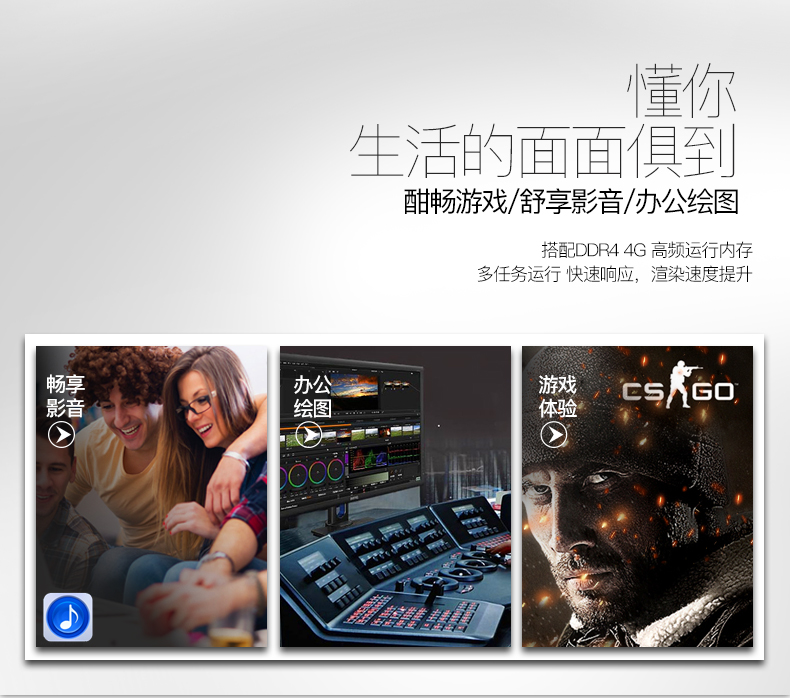 懂你
生活的面面俱到
酣畅游戏/舒享影音/办公绘图
搭配DDR4 4G 高频运行内存
多任务运行 快速响应，渲染速度提升
畅享
影音
办公
绘图
游戏
体验
CS GO